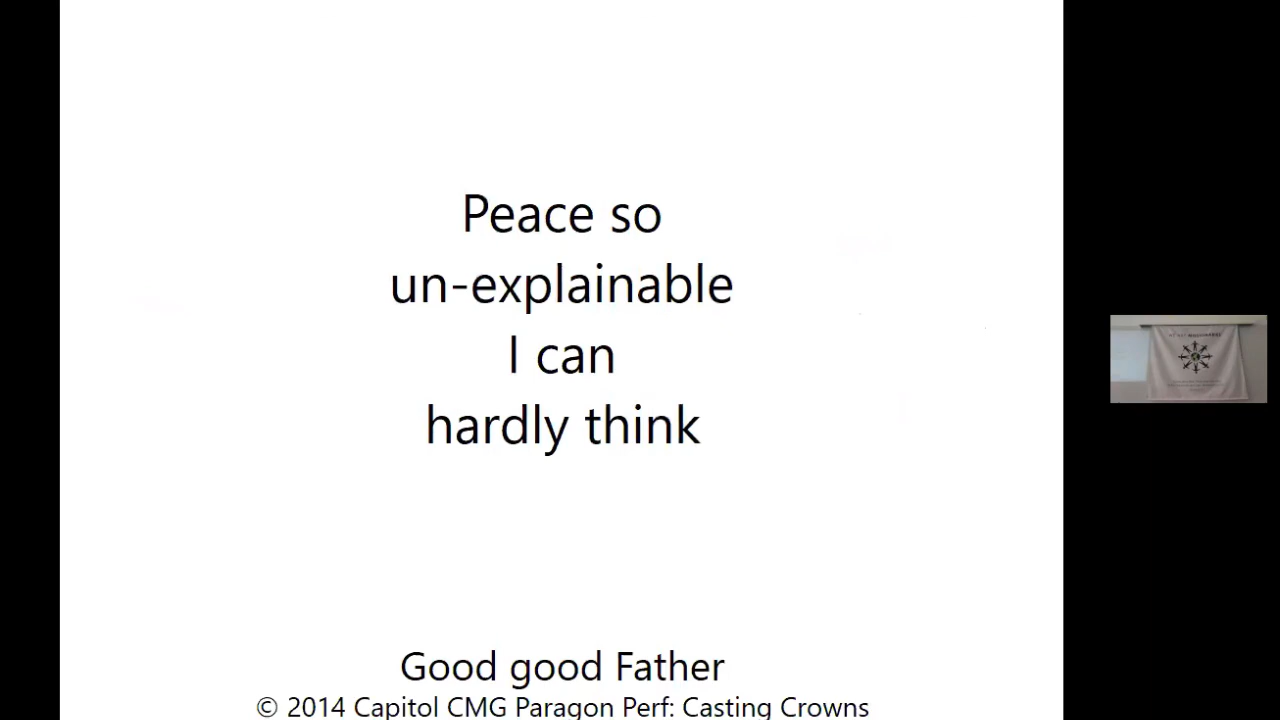 Peace so
un-explainable
I can
hardly think
Good good Father
© 2014 Capitol CMG Paragon Perf: Casting Crowns